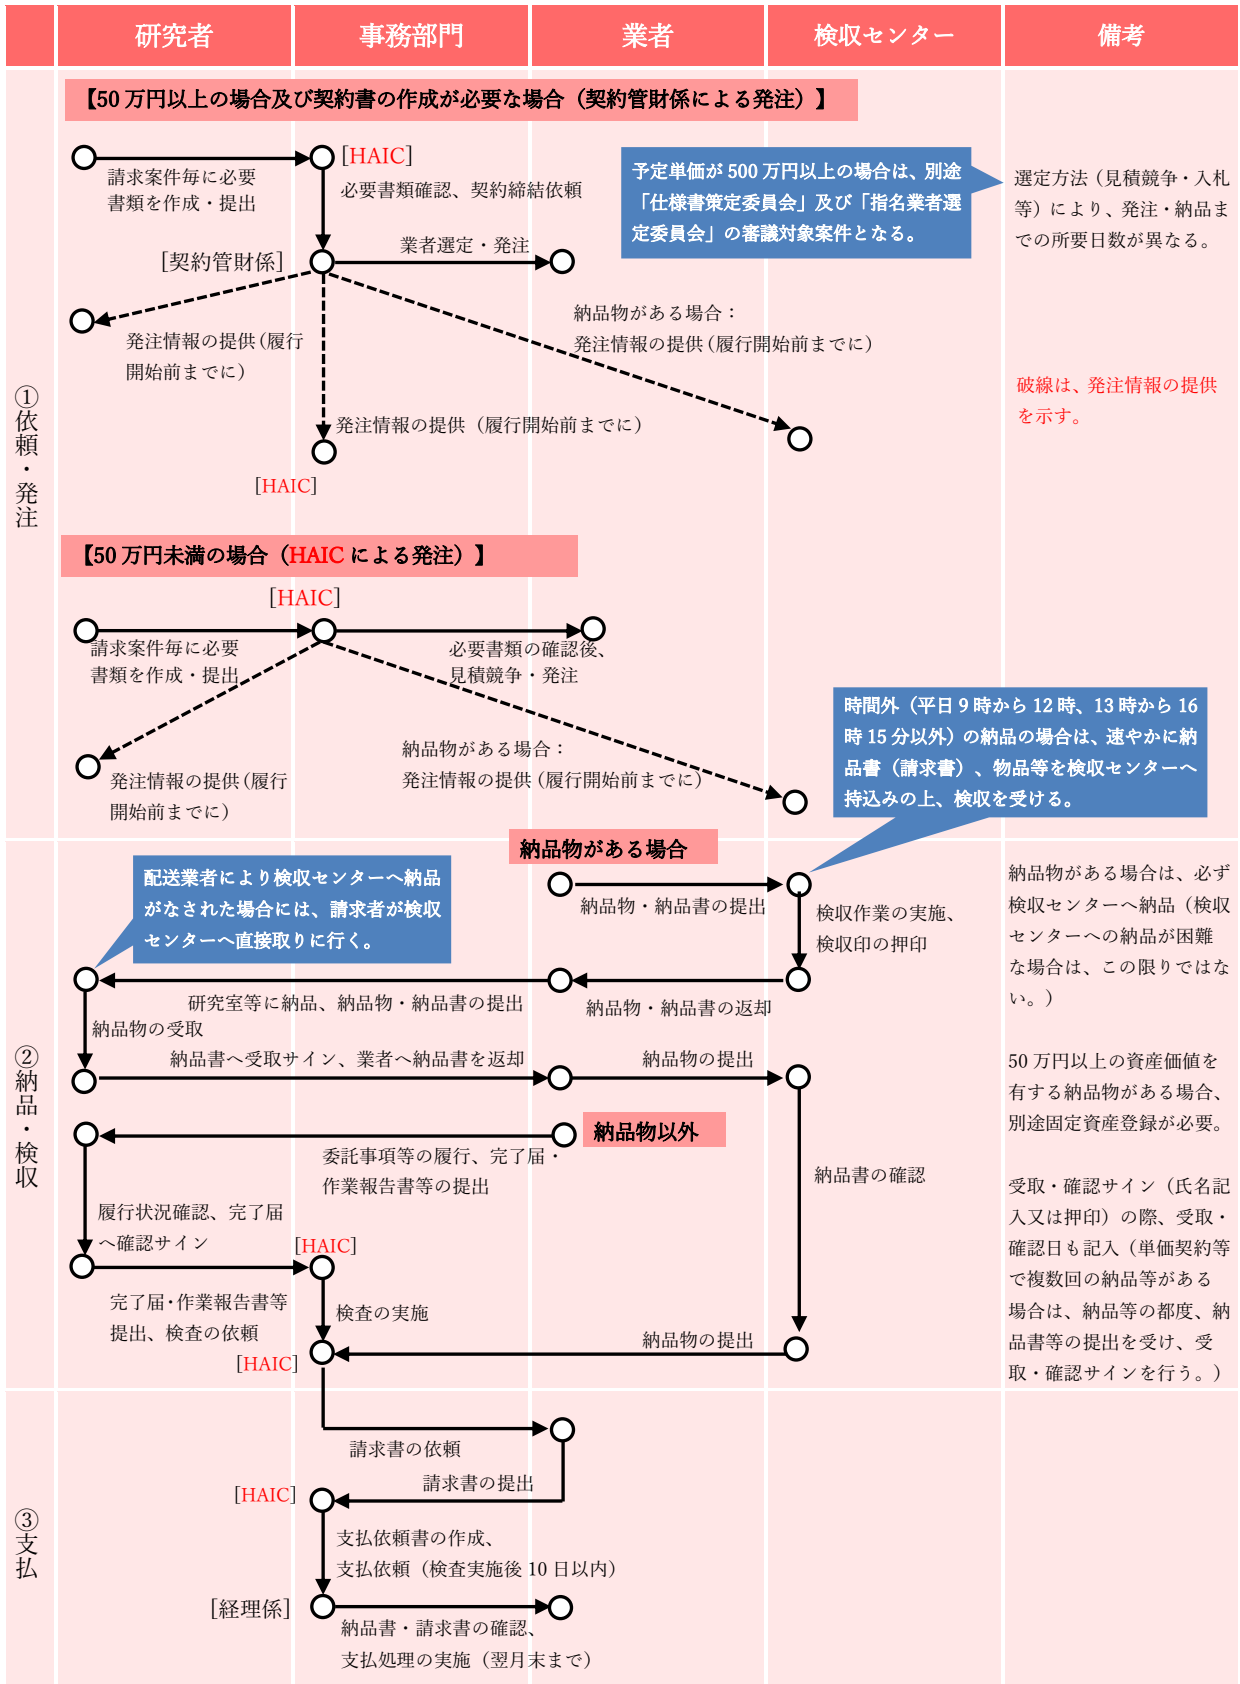 研究者
事務部門
業者
検収センター
備考
①依頼・発注
【50 万円以上の場合及び契約書の作成が必要な場合（契約管財係による発注）】
[HAIC]
請求案件毎に必要
書類を作成・提出
必要書類確認、契約締結依頼
予定単価が 500 万円以上の場合は、別途
「仕様書策定委員会」及び「指名業者選
定委員会」の審議対象案件となる。
選定方法（見積競争・入札
等）により、発注・納品ま
での所要日数が異なる。
業者選定・発注
[契約管財係]
発注情報の提供（履行
開始前までに）
納品物がある場合：
発注情報の提供（履行開始前までに）
発注情報の提供（履行開始前までに）
[HAIC]
破線は、発注情報の提供
を示す。
【50 万円未満の場合（HAIC による発注）】
[HAIC]
請求案件毎に必要
書類を作成・提出
必要書類の確認後、
見積競争・発注
発注情報の提供（履行
開始前までに）
納品物がある場合：
発注情報の提供（履行開始前までに）
時間外（平日 9 時から 12 時、13 時から 16
時 15 分以外）の納品の場合は、速やかに納
品書（請求書）、物品等を検収センターへ
持込みの上、検収を受ける。
②納品・検収
納品物がある場合
配送業者により検収センターへ納品
がなされた場合には、請求者が検収
センターへ直接取りに行く。
納品物・納品書の提出
検収作業の実施、
検収印の押印
納品物がある場合は、必ず
検収センターへ納品（検収
センターへの納品が困難
な場合は、この限りではな
い。）
研究室等に納品、納品物・納品書の提出
納品物・納品書の返却
納品物の受取
納品書へ受取サイン、業者へ納品書を返却
納品物の提出
50 万円以上の資産価値を
有する納品物がある場合、
別途固定資産登録が必要。
納品物以外
委託事項等の履行、完了届・
作業報告書等の提出
納品書の確認
受取・確認サイン（氏名記
入又は押印）の際、受取・
確認日も記入（単価契約等
で複数回の納品等がある
場合は、納品等の都度、納
品書等の提出を受け、受
取・確認サインを行う。）
履行状況確認、完了届
へ確認サイン
[HAIC]
完了届・作業報告書等
提出、検査の依頼
検査の実施
納品物の提出
[HAIC]
③支払
請求書の依頼
請求書の提出
[HAIC]
支払依頼書の作成、
支払依頼（検査実施後 10 日以内）
[経理係]
納品書・請求書の確認、
支払処理の実施（翌月末まで）